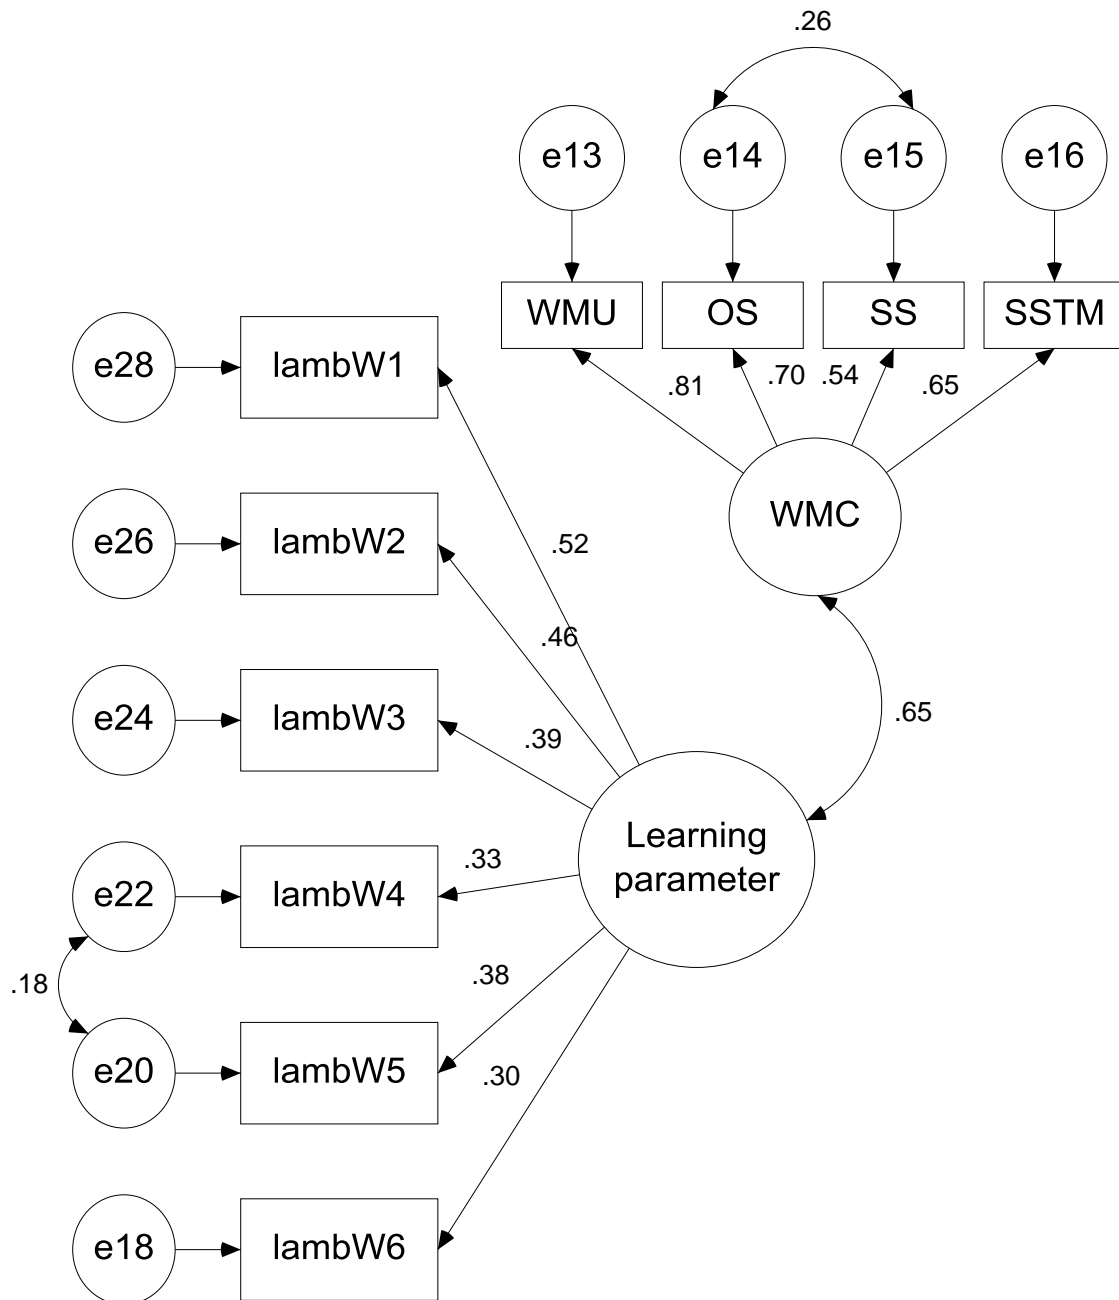 .26
e13
e14
e15
e16
WMU
OS
SS
SSTM
.81
.70
.54
.65
WMC
e28
lambW1
.52
e26
lambW2
.46
.65
e24
lambW3
.39
Learning
parameter
e22
lambW4
.33
.18
.38
e20
lambW5
.30
e18
lambW6